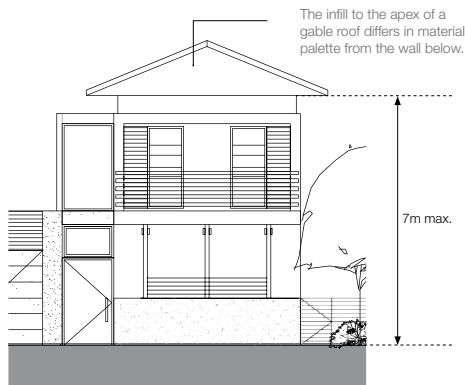 The infill to the apex of a
gable roof differs in material
palette from the wall below.
7m max.